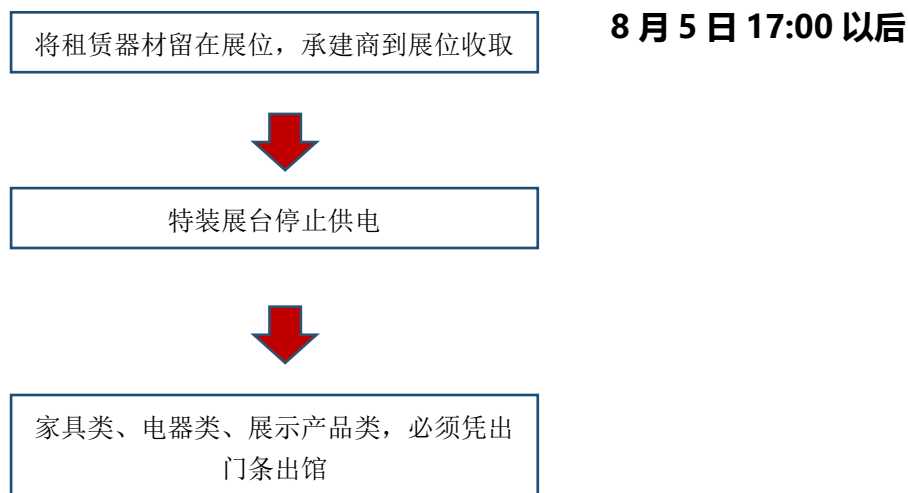 将租赁器材留在展位，承建商到展位收取
8 月 5 日 17:00 以后
特装展台停止供电
家具类、电器类、展示产品类，必须凭出
门条出馆